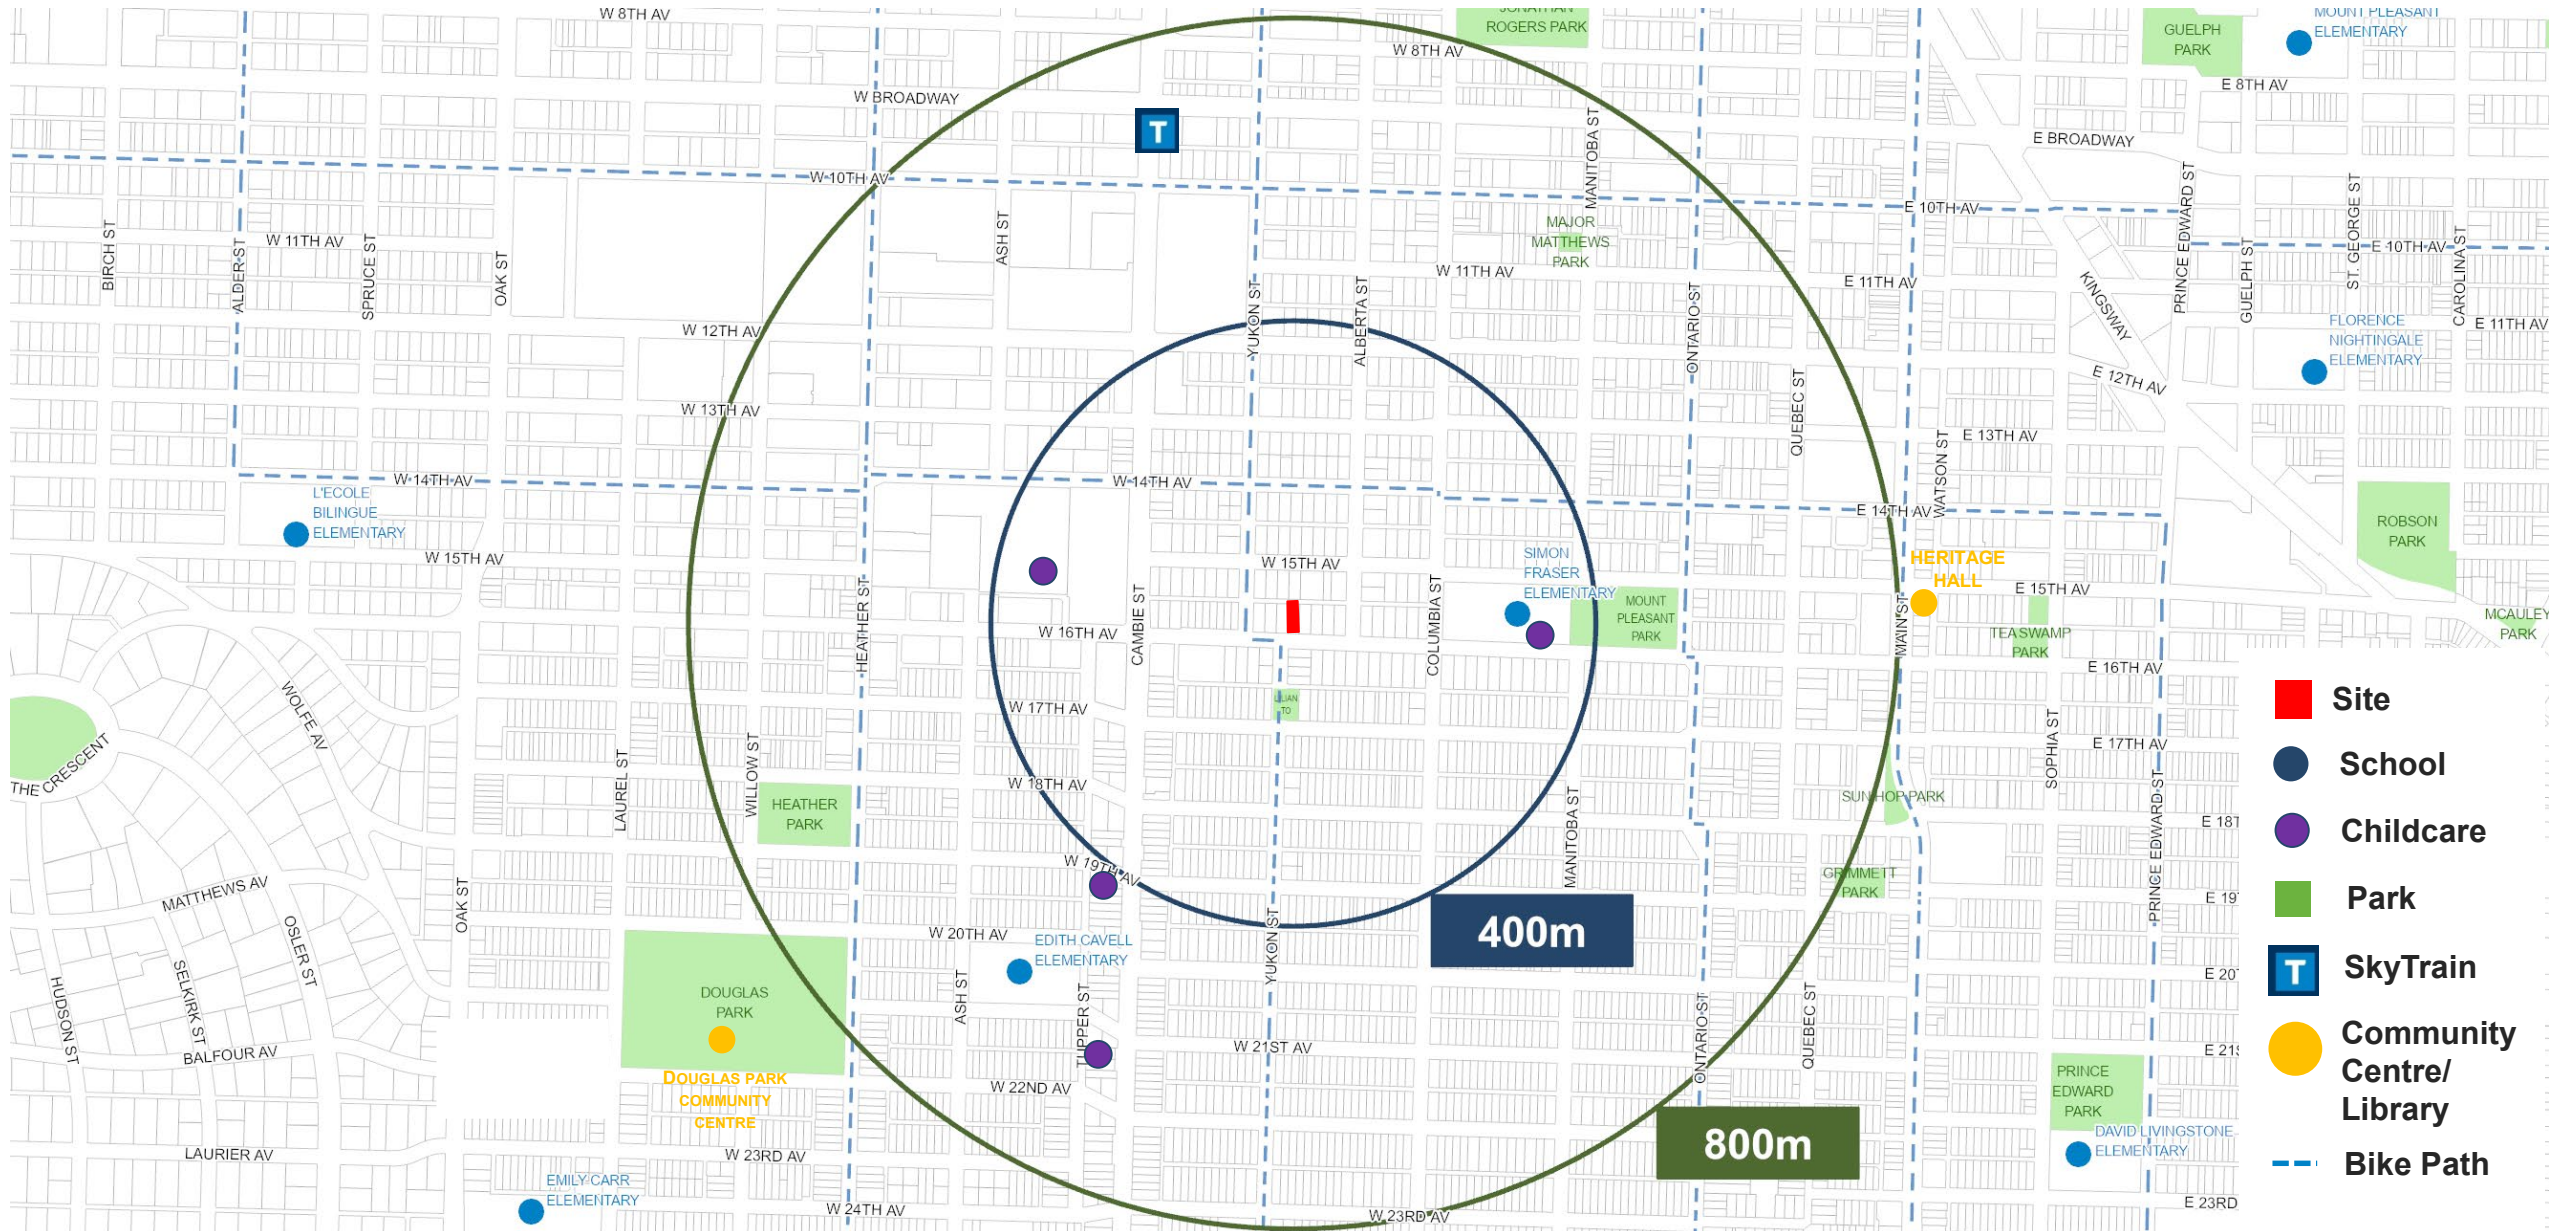 W 8TH AV
JONATHAN
ROGERS PARK
W 8TH AV
GUELPH
PARK
MOUNT PLEASANT
ELEMENTARY
E 8TH AV
W BROADWAY
T
MANITOBA ST
E BROADWAY
W 10TH AV
E 10TH AV
PRINCE EDWARD ST
ST. GEORGE ST
E 10TH AV
BIRCH ST
ALDER ST
W 11TH AV
SPRUCE ST
OAK ST
ASH ST
MAJOR
MATTHEWS
PARK
W 11TH AV
E 11TH AV
KINGSWAY
GUELPH ST
CAROLINA ST
E 11TH AV
W 12TH AV
YUKON ST
ALBERTA ST
ONTARIO ST
FLORENCE
NIGHTINGALE
ELEMENTARY
E 12TH AV
W 13TH AV
QUEBEC ST
E 13TH AV
WATSON ST
W 14TH AV
W 14TH AV
E 14TH AV
L'ECOLE
BILINGUE
ELEMENTARY
ROBSON
PARK
W 15TH AV
W 15TH AV
SIMON
FRASER
ELEMENTARY
HERITAGE
HALL
E 15TH AV
HEATHER ST
CAMBIE ST
COLUMBIA ST
MOUNT
PLEASANT
PARK
MAIN ST
W 16TH AV
TEA SWAMP
PARK
MCAULEY
PARK
E 16TH AV
WOLFE AV
W 17TH AV
LILIAN
TO
SOPHIA ST
E 17TH AV
THE CRESCENT
LAUREL ST
WILLOW ST
HEATHER
PARK
W 18TH AV
MANITOBA ST
SUN HOP PARK
PRINCE EDWARD ST
E 18T
W 19TH AV
GRIMMETT
PARK
E 19T
MATTHEWS AV
OSLER ST
OAK ST
W 20TH AV
EDITH CAVELL
ELEMENTARY
YUKON ST
400m
E 20T
HUDSON ST
SELKIRK ST
DOUGLAS
PARK
ASH ST
TUPPER ST
ONTARIO ST
QUEBEC ST
BALFOUR AV
W 21ST AV
E 21S
DOUGLAS PARK
COMMUNITY
CENTRE
W 22ND AV
PRINCE
EDWARD
PARK
LAURIER AV
W 23RD AV
800m
DAVID LIVINGSTONE
ELEMENTARY
EMILY CARR
ELEMENTARY
W 24TH AV
W 23RD AV
E 23RD
Site
School
Childcare
Park
T SkyTrain
Community
Centre/
Library
Bike Path